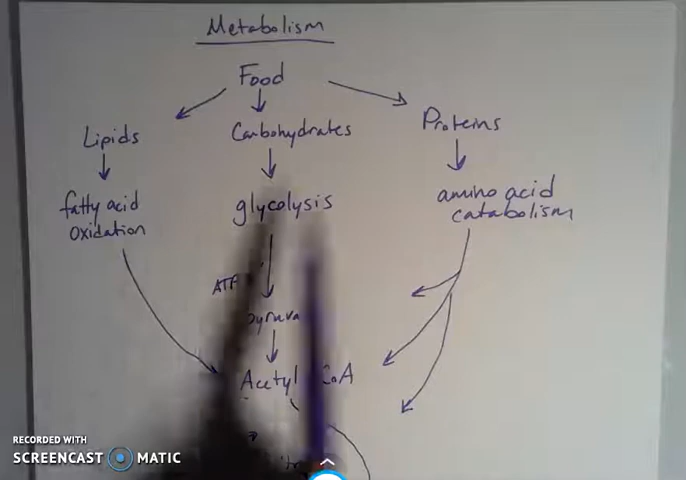 Metabolism
Food
Lipids
Carbohydrates
Proteins
fatty acid
oxidation
glycolysis
amino acid
catabolism
ATP
Acetyl CoA
RECORDED WITH
SCREENCAST MATIC